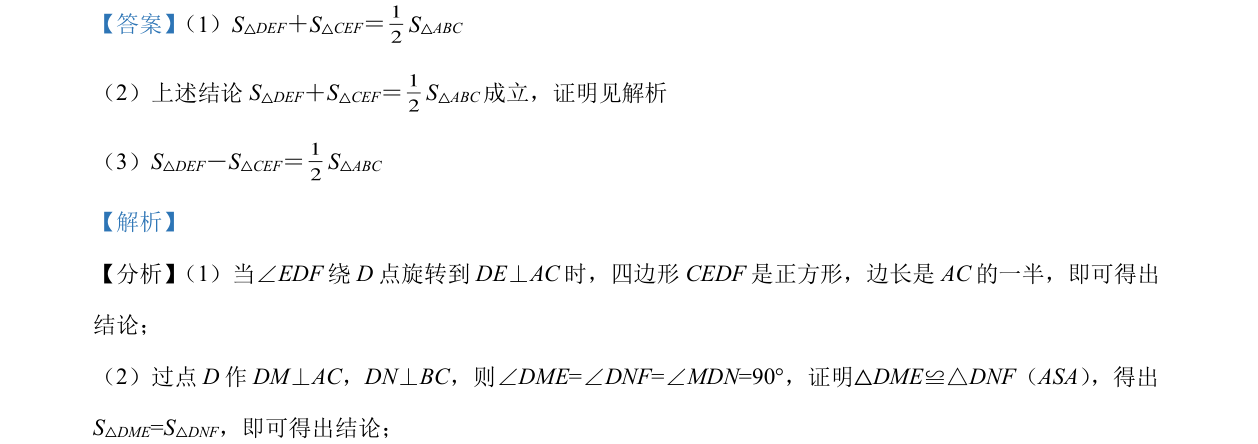 【答案】（1）S△DEF＋S△CEF＝1/2 S△ABC
（2）上述结论 S△DEF＋S△CEF＝1/2 S△ABC成立，证明见解析
（3）S△DEF－S△CEF＝1/2 S△ABC
【解析】
【分析】（1）当∠EDF 绕 D 点旋转到 DE⊥AC 时，四边形 CEDF 是正方形，边长是 AC 的一半，即可得出
结论；
（2）过点 D 作 DM⊥AC，DN⊥BC，则∠DME=∠DNF=∠MDN=90°，证明△DME≌△DNF（ASA），得出
S△DME=S△DNF，即可得出结论；